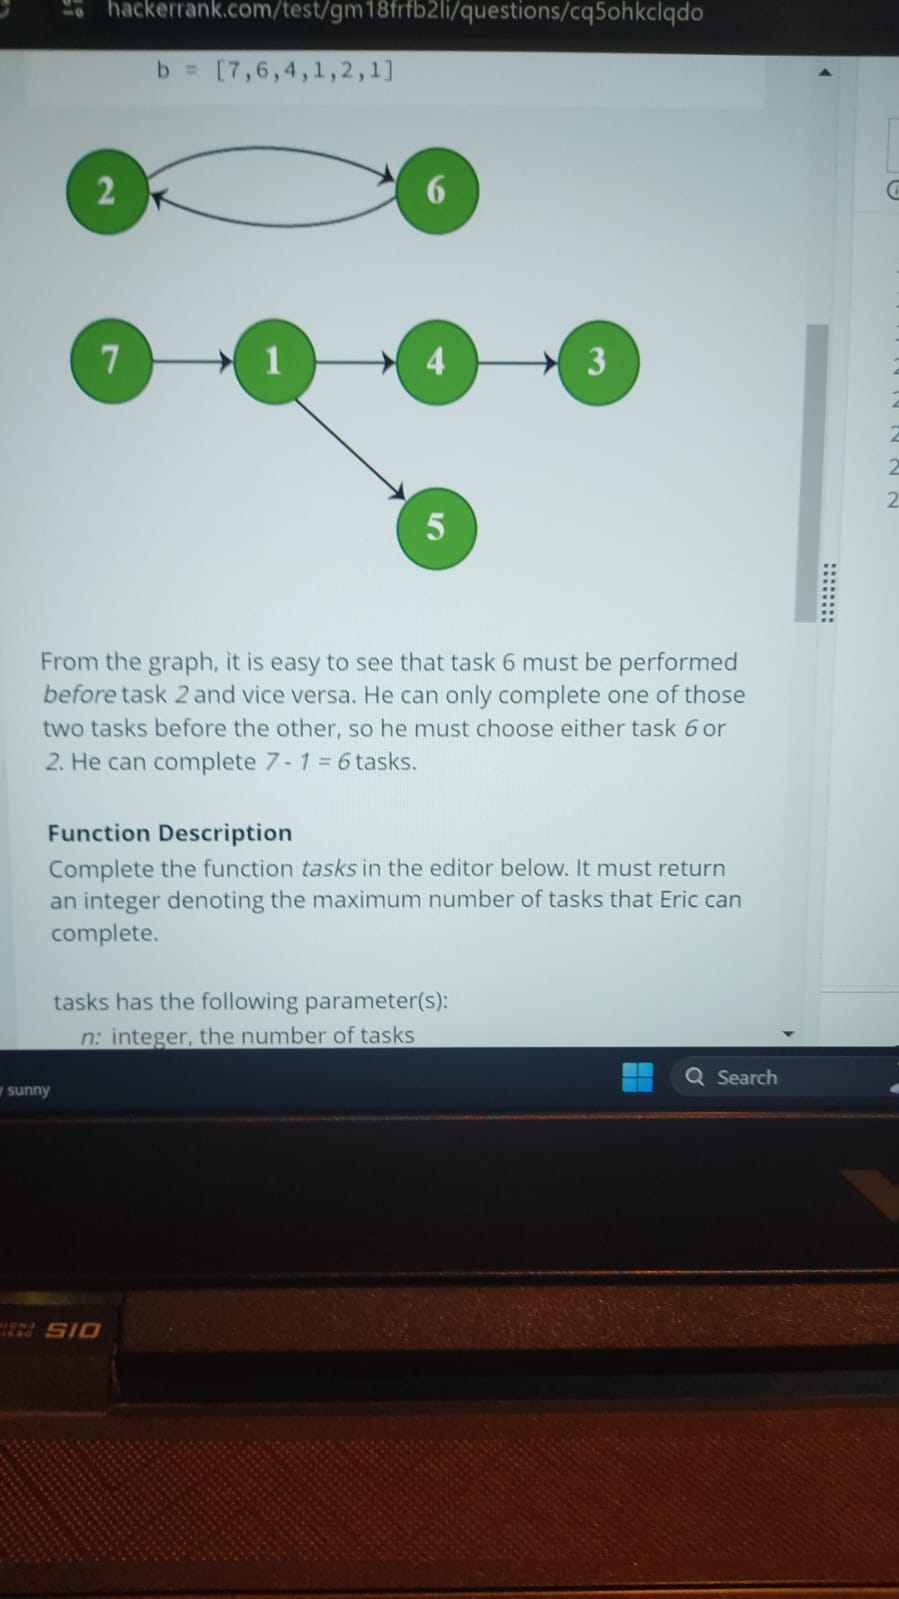 hackerrank.com/test/gm18frfb2li/questions/cq5ohkclqdo
b = [7,6,4,1,2,1]
2
6
7
1
4
3
5
2
2
2
2
2
From the graph, it is easy to see that task 6 must be performed
before task 2 and vice versa. He can only complete one of those
two tasks before the other, so he must choose either task 6 or
2. He can complete 7 - 1 = 6 tasks.
Function Description
Complete the function tasks in the editor below. It must return
an integer denoting the maximum number of tasks that Eric can
complete.
tasks has the following parameter(s):
n: integer, the number of tasks
sunny
Search